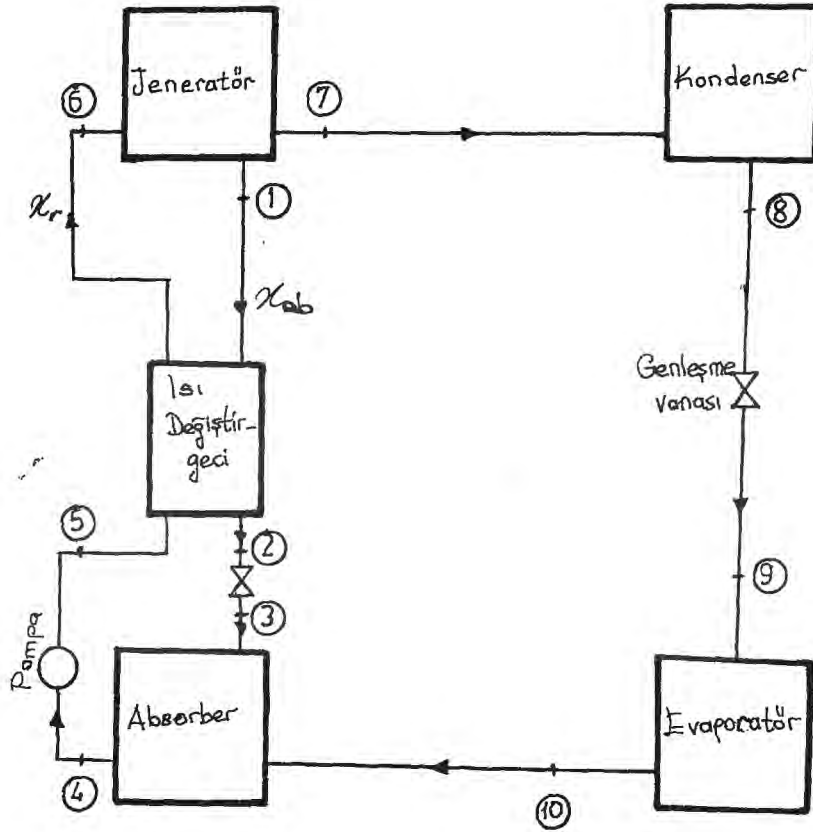 Jeneratör
Kondenser
6
7
1
8
𝓍r
𝓍ab
Genleşme
vanası
Isı
Değiştir-
geci
5
2
9
3
Pompa
Absorber
Evaporatör
4
10